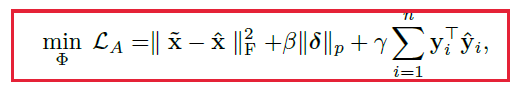 min_Φ ℒ_A =‖ x̃ − x̂ ‖²_F +β‖δ‖_p + γ ∑_{i=1}^{n} y_i^⊤ ŷ_i,